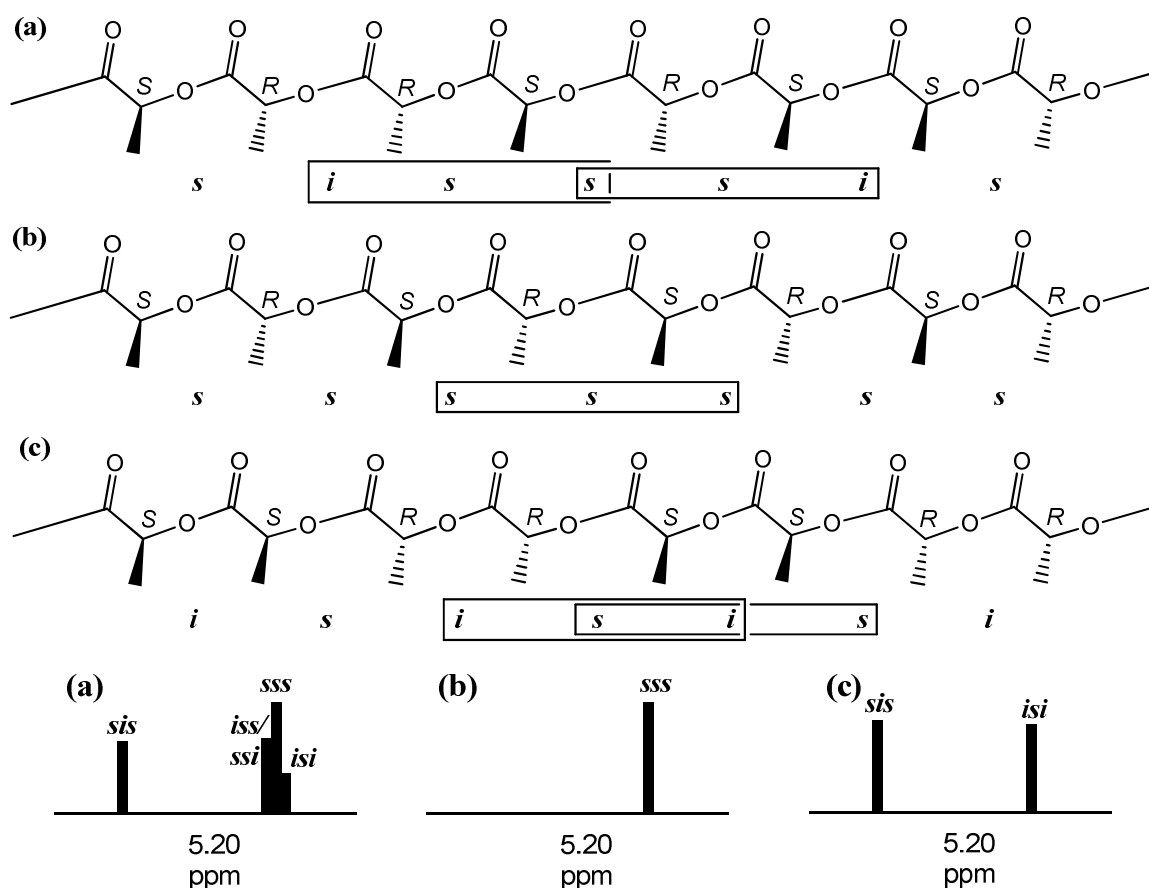 (a)
O O O O O O O O
S O R O R O S O R O S O S O R O
s i s s s i s
(b)
O O O O O O O O
S O R O S O R O S O R O S O R O
s s s s s s s
(c)
O O O O O O O O
S O S O R O R O S O S O R O R O
i s i s i s i
(a) (b) (c)
sss sss
sis iss/ sis isi
ssi isi
5.20 5.20 5.20
ppm ppm ppm